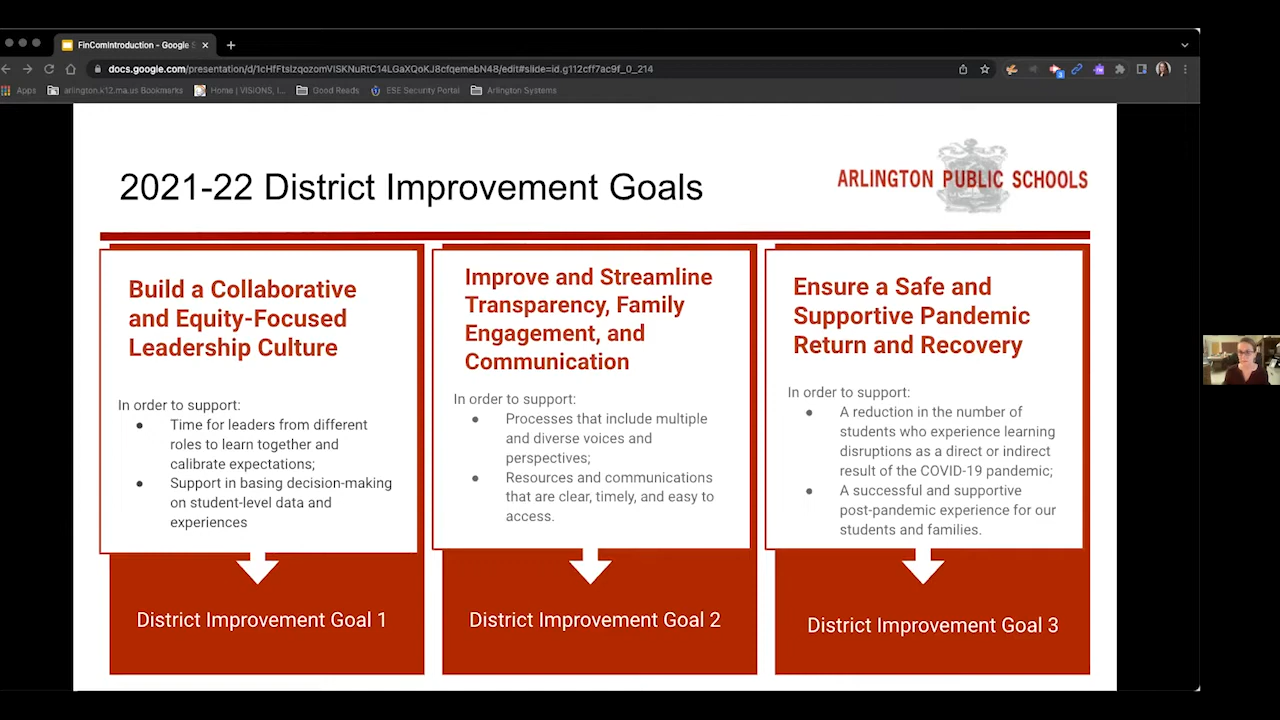 FinComIntroduction - Google S
docs.google.com/presentation/d/1cHfFtsIzqozomVISKNuRtC14LGaXQoKJ8cfqemebN48/edit#slide=id.g112cff7ac9f_0_214
Apps
arlington.k12.ma.us Bookmarks
Home | VISIONS, I...
Good Reads
ESE Security Portal
Arlington Systems
2021-22 District Improvement Goals
ARLINGTON PUBLIC SCHOOLS
Build a Collaborative
and Equity-Focused
Leadership Culture
In order to support:
● Time for leaders from different
roles to learn together and
calibrate expectations;
● Support in basing decision-making
on student-level data and
experiences
District Improvement Goal 1
Improve and Streamline
Transparency, Family
Engagement, and
Communication
In order to support:
● Processes that include multiple
and diverse voices and
perspectives;
● Resources and communications
that are clear, timely, and easy to
access.
District Improvement Goal 2
Ensure a Safe and
Supportive Pandemic
Return and Recovery
In order to support:
● A reduction in the number of
students who experience learning
disruptions as a direct or indirect
result of the COVID-19 pandemic;
● A successful and supportive
post-pandemic experience for our
students and families.
District Improvement Goal 3